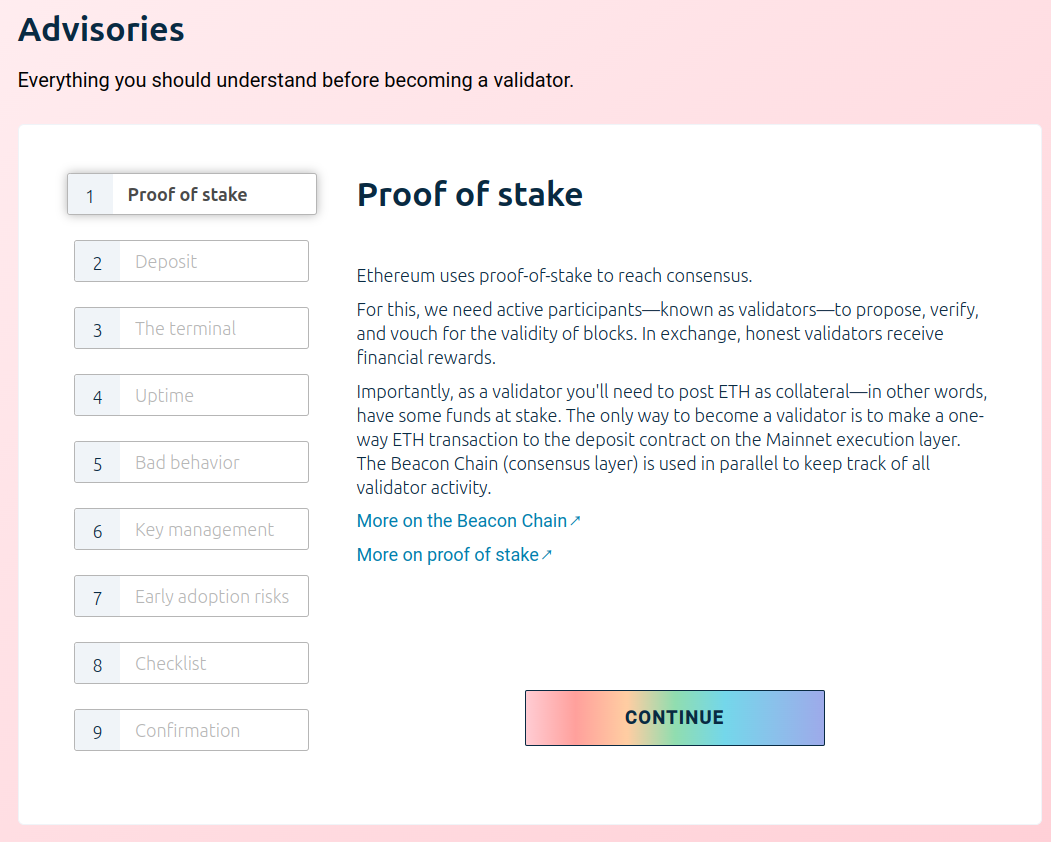 Advisories
Everything you should understand before becoming a validator.
1 Proof of stake
2 Deposit
3 The terminal
4 Uptime
5 Bad behavior
6 Key management
7 Early adoption risks
8 Checklist
9 Confirmation
Proof of stake
Ethereum uses proof-of-stake to reach consensus.
For this, we need active participants—known as validators—to propose, verify,
and vouch for the validity of blocks. In exchange, honest validators receive
financial rewards.
Importantly, as a validator you'll need to post ETH as collateral—in other words,
have some funds at stake. The only way to become a validator is to make a one-
way ETH transaction to the deposit contract on the Mainnet execution layer.
The Beacon Chain (consensus layer) is used in parallel to keep track of all
validator activity.
More on the Beacon Chain↗
More on proof of stake↗
CONTINUE